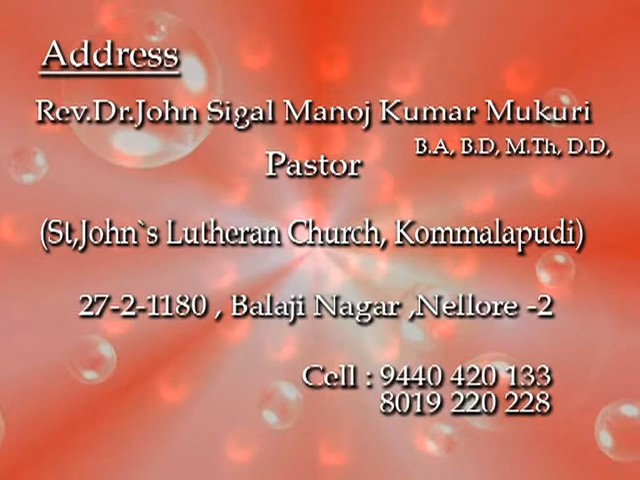 Address
Rev.Dr.John Sigal Manoj Kumar Mukuri
B.A, B.D, M.Th, D.D,
Pastor
(St,John`s Lutheran Church, Kommalapudi)
27-2-1180 , Balaji Nagar ,Nellore -2
Cell : 9440 420 133
8019 220 228